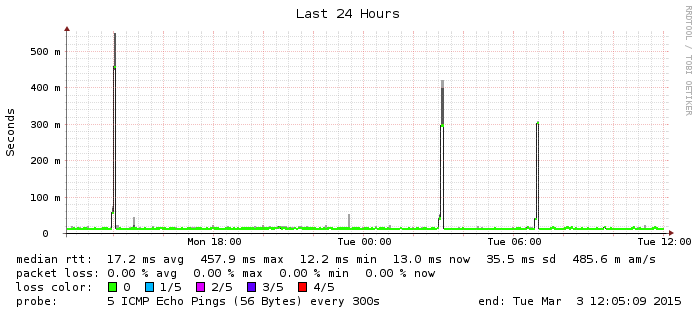 Last 24 Hours
RRDTOOL / TOBI OETIKER
Seconds
500 m
400 m
300 m
200 m
100 m
0
Mon 18:00 Tue 00:00 Tue 06:00 Tue 12:00
median rtt: 17.2 ms avg 457.9 ms max 12.2 ms min 13.0 ms now 35.5 ms sd 485.6 m am/s
packet loss: 0.00 % avg 0.00 % max 0.00 % min 0.00 % now
loss color: 0 1/5 2/5 3/5 4/5
probe: 5 ICMP Echo Pings (56 Bytes) every 300s end: Tue Mar 3 12:05:09 2015